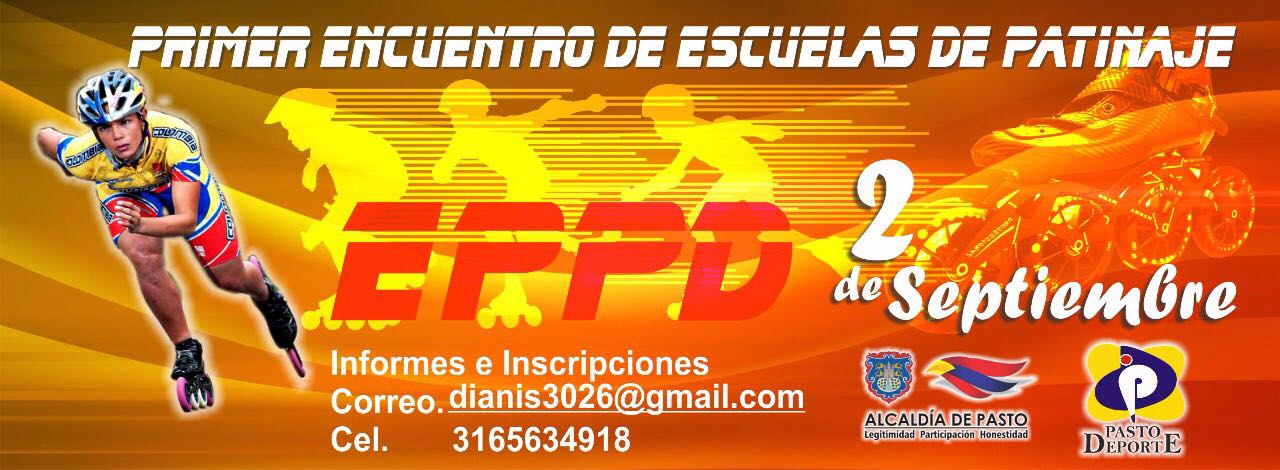 PRIMER ENCUENTRO DE ESCUELAS DE PATINAJE
COLOMBIA
EPPD
2
de Septiembre
Informes e Inscripciones
Correo. dianis3026@gmail.com
Cel. 3165634918
ALCALDÍA DE PASTO
Legitimidad Participación Honestidad
PASTO
DEPORTE